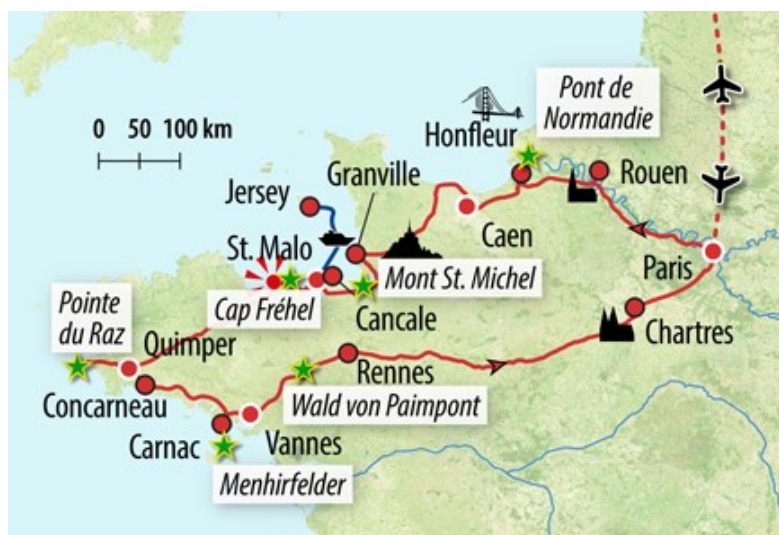 Pont de
Normandie
0 50 100 km
Honfleur
Granville
Rouen
Jersey
Caen
St. Malo
Paris
Mont St. Michel
Pointe
du Raz
Cap Fréhel
Cancale
Chartres
Quimper
Rennes
Concarneau
Wald von Paimpont
Carnac
Vannes
Menhirfelder